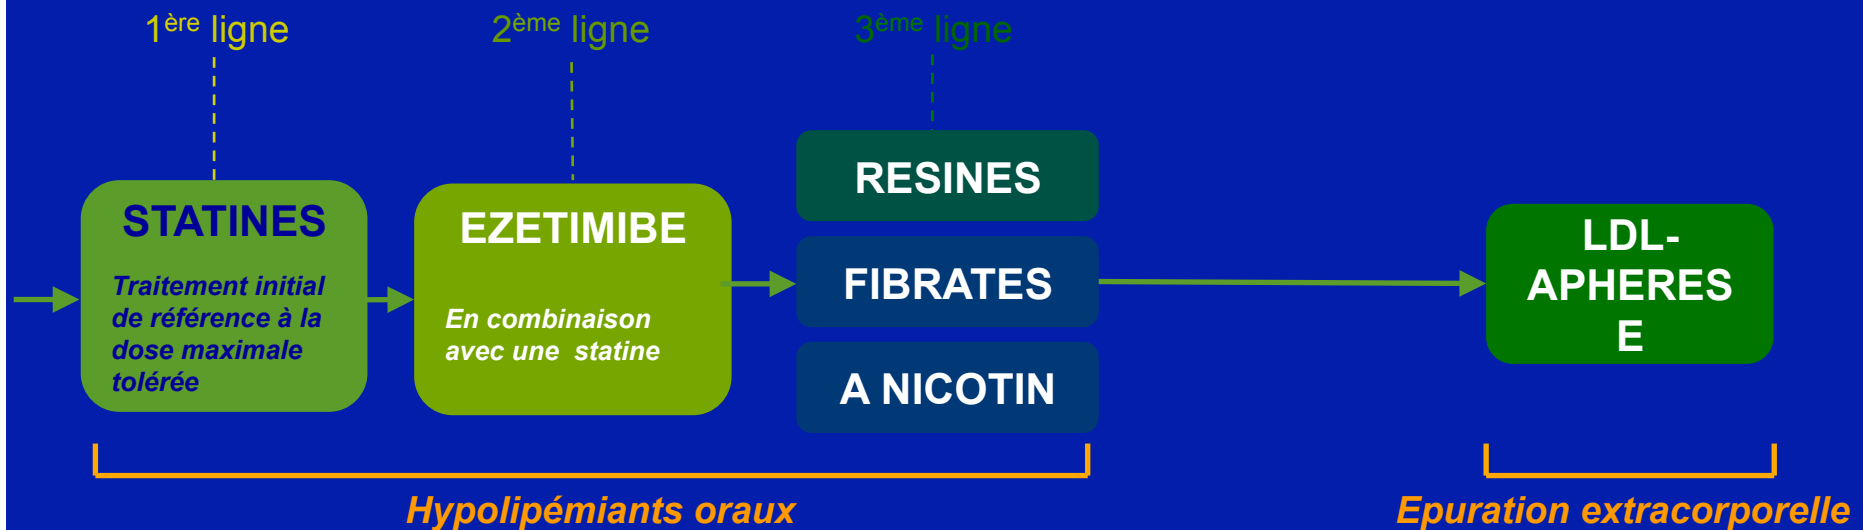 1ère ligne
2ème ligne
3ème ligne
STATINES
Traitement initial
de référence à la
dose maximale
tolérée
EZETIMIBE
En combinaison
avec une statine
RESINES
FIBRATES
A NICOTIN
LDL-
APHERES
E
Hypolipémiants oraux
Epuration extracorporelle